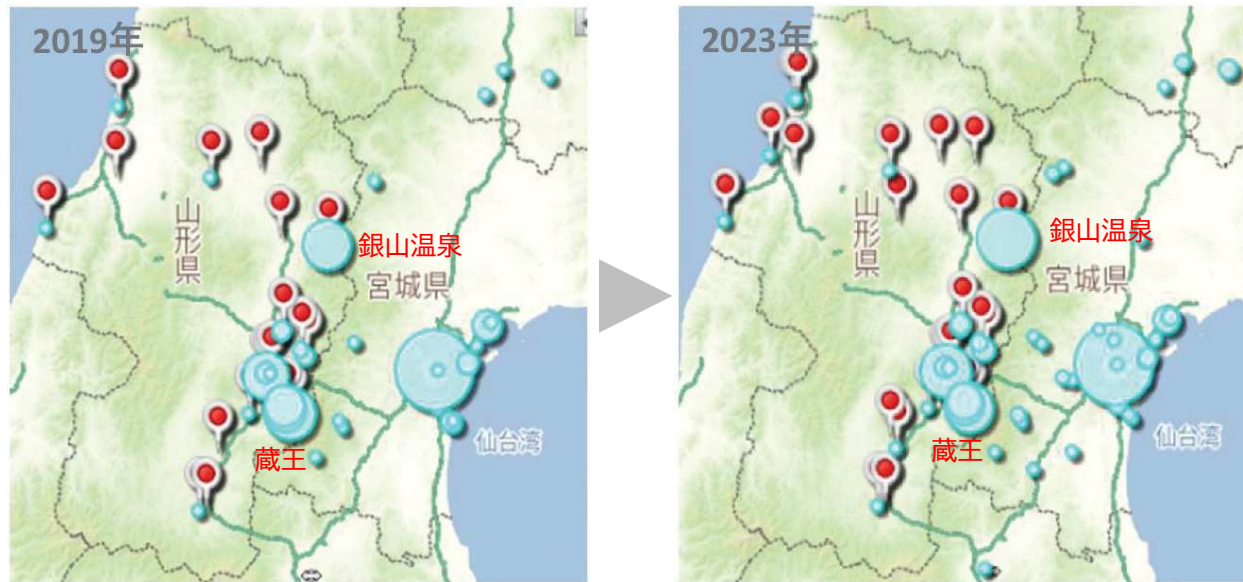 2019年
山形県
銀山温泉
宮城県
蔵王
仙台湾
2023年
山形県
銀山温泉
宮城県
蔵王
仙台湾